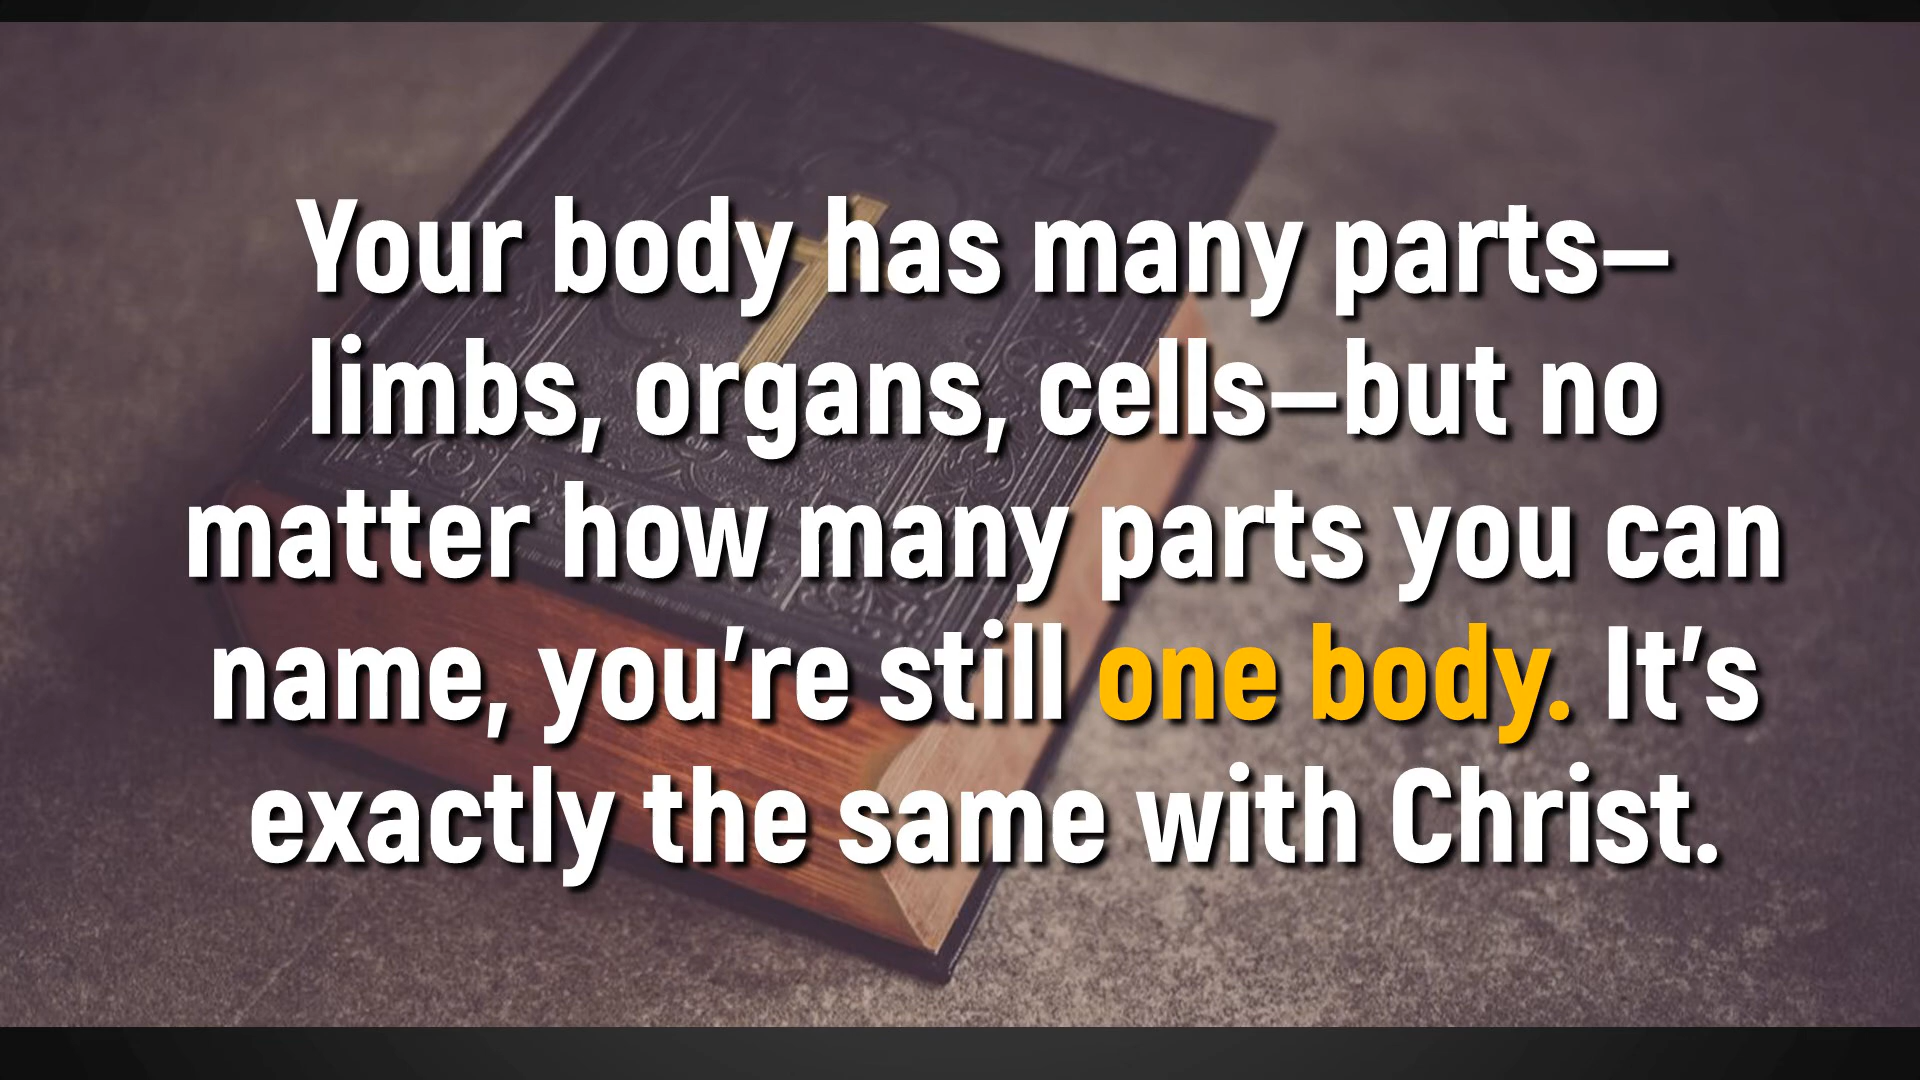 Your body has many parts–
limbs, organs, cells–but no
matter how many parts you can
name, you’re still one body. It’s
exactly the same with Christ.